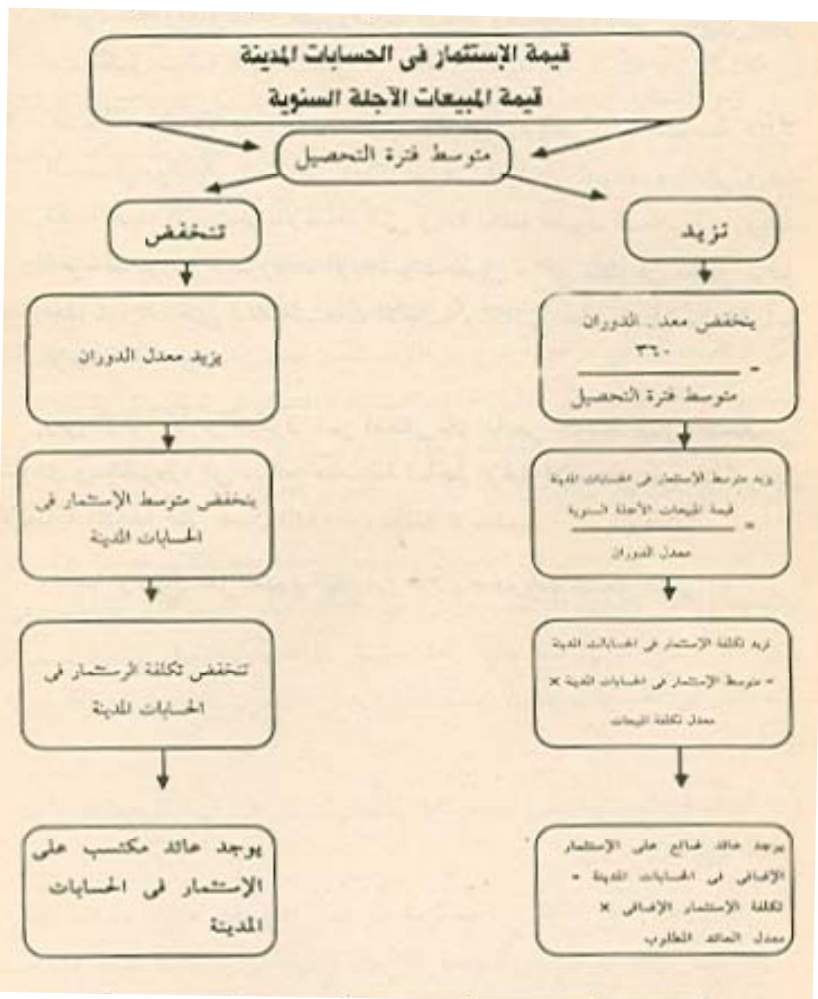 قيمة الإستثمار فى الحسابات المدينة
قيمة المبيعات الآجلة السنوية
متوسط فترة التحصيل
تزيد
تنخفض
ينخفض معدل الدوران
٣٦٠
=
متوسط فترة التحصيل
يزيد معدل الدوران
يزيد متوسط الإستثمار فى الحسابات المدينة
قيمة المبيعات الآجلة السنوية
=
معدل الدوران
ينخفض متوسط الإستثمار فى
الحسابات المدينة
تزيد تكلفة الإستثمار فى الحسابات المدينة
= متوسط الإستثمار فى الحسابات المدينة ×
معدل تكلفة المبيعات
تنخفض تكلفة الرستثمار فى
الحسابات المدينة
يوجد عائد ضائع على الإستثمار
الإضافى فى الحسابات المدينة =
تكلفة الإستثمار الإضافى ×
معدل العائد المطلوب
يوجد عائد مكتسب على
الإستثمار فى الحسابات
المدينة